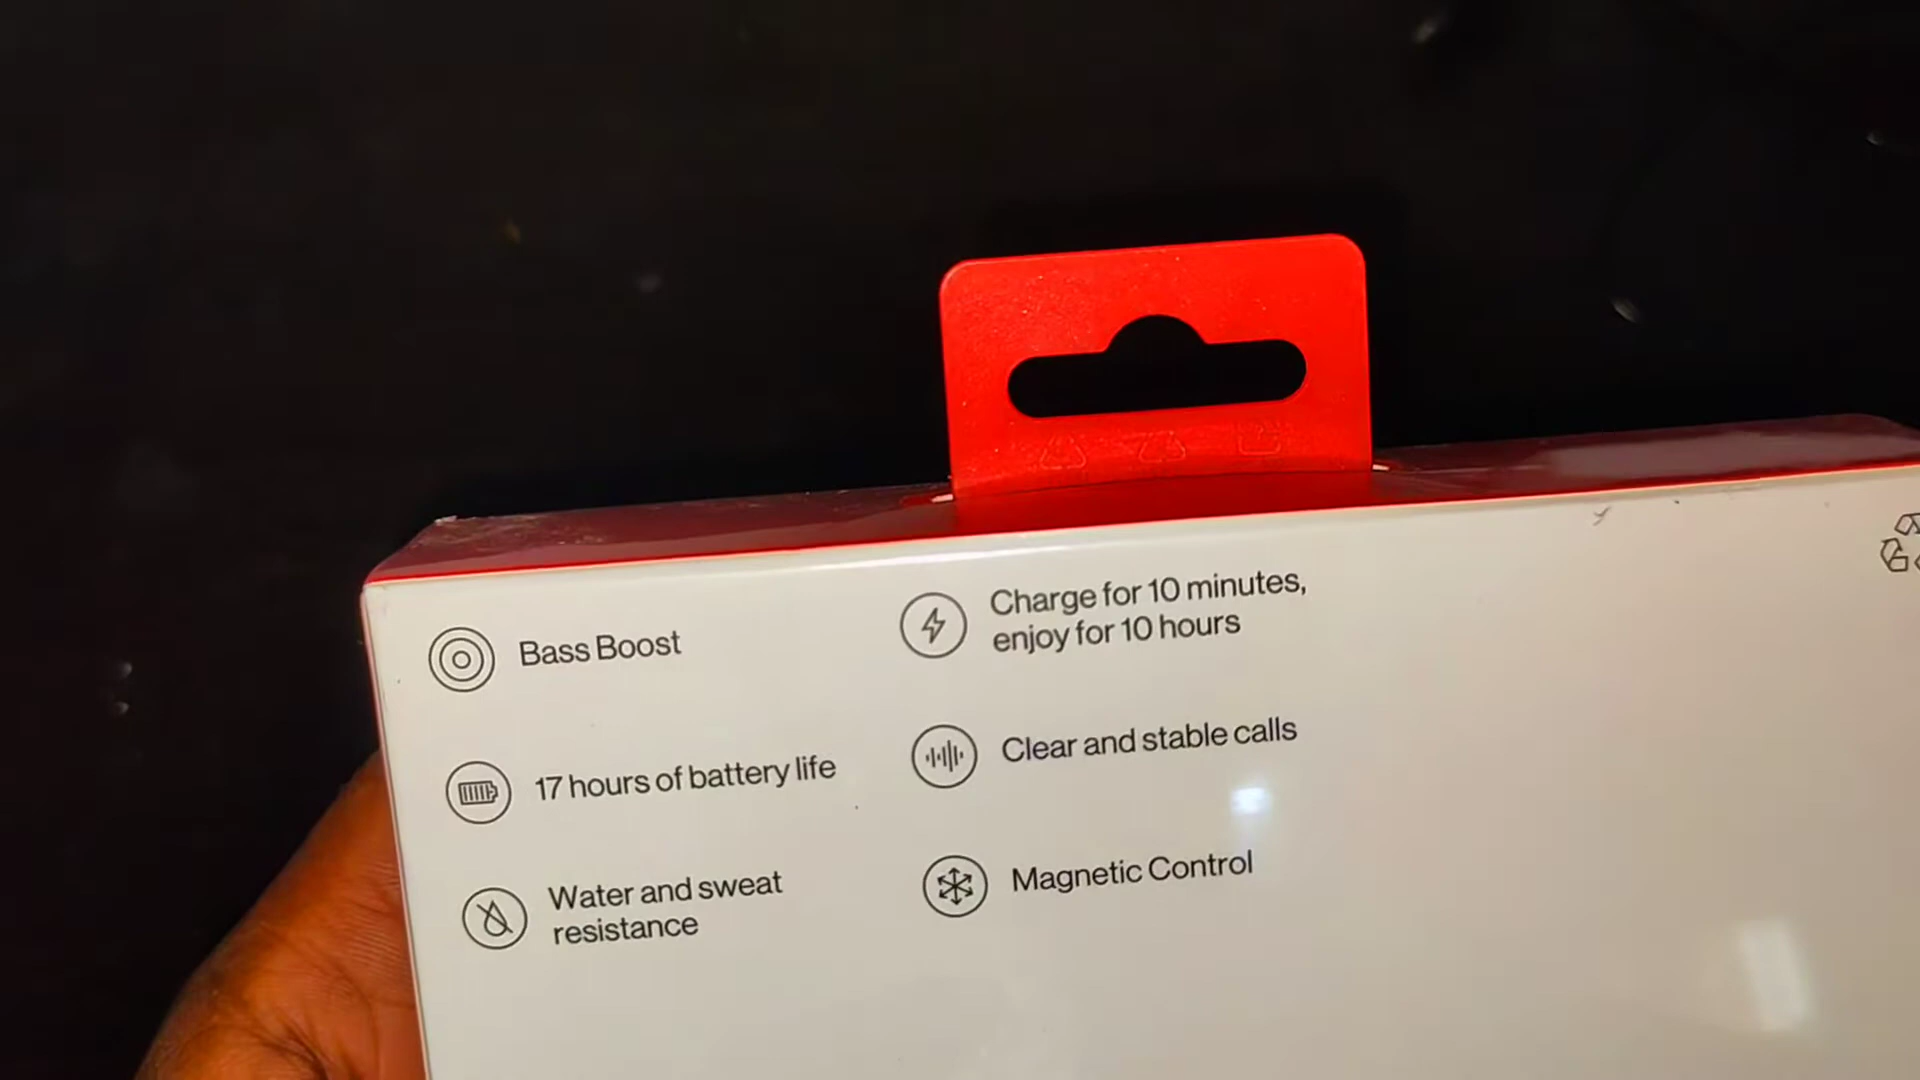 Bass Boost
Charge for 10 minutes,
enjoy for 10 hours
17 hours of battery life
Clear and stable calls
Water and sweat
resistance
Magnetic Control